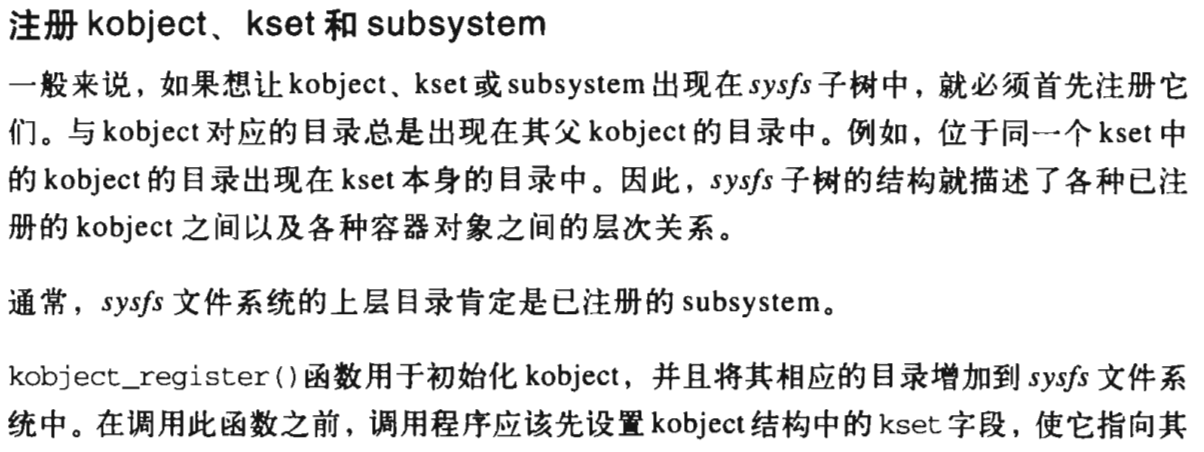 注册 kobject、kset 和 subsystem
一般来说，如果想让 kobject、kset 或 subsystem 出现在 sysfs 子树中，就必须首先注册它
们。与 kobject 对应的目录总是出现在其父 kobject 的目录中。例如，位于同一个 kset 中
的 kobject 的目录出现在 kset 本身的目录中。因此，sysfs 子树的结构就描述了各种已注
册的 kobject 之间以及各种容器对象之间的层次关系。
通常，sysfs 文件系统的上层目录肯定是已注册的 subsystem。
kobject_register()函数用于初始化 kobject，并且将其相应的目录增加到 sysfs 文件系
统中。在调用此函数之前，调用程序应该先设置 kobject 结构中的 kset 字段，使它指向其